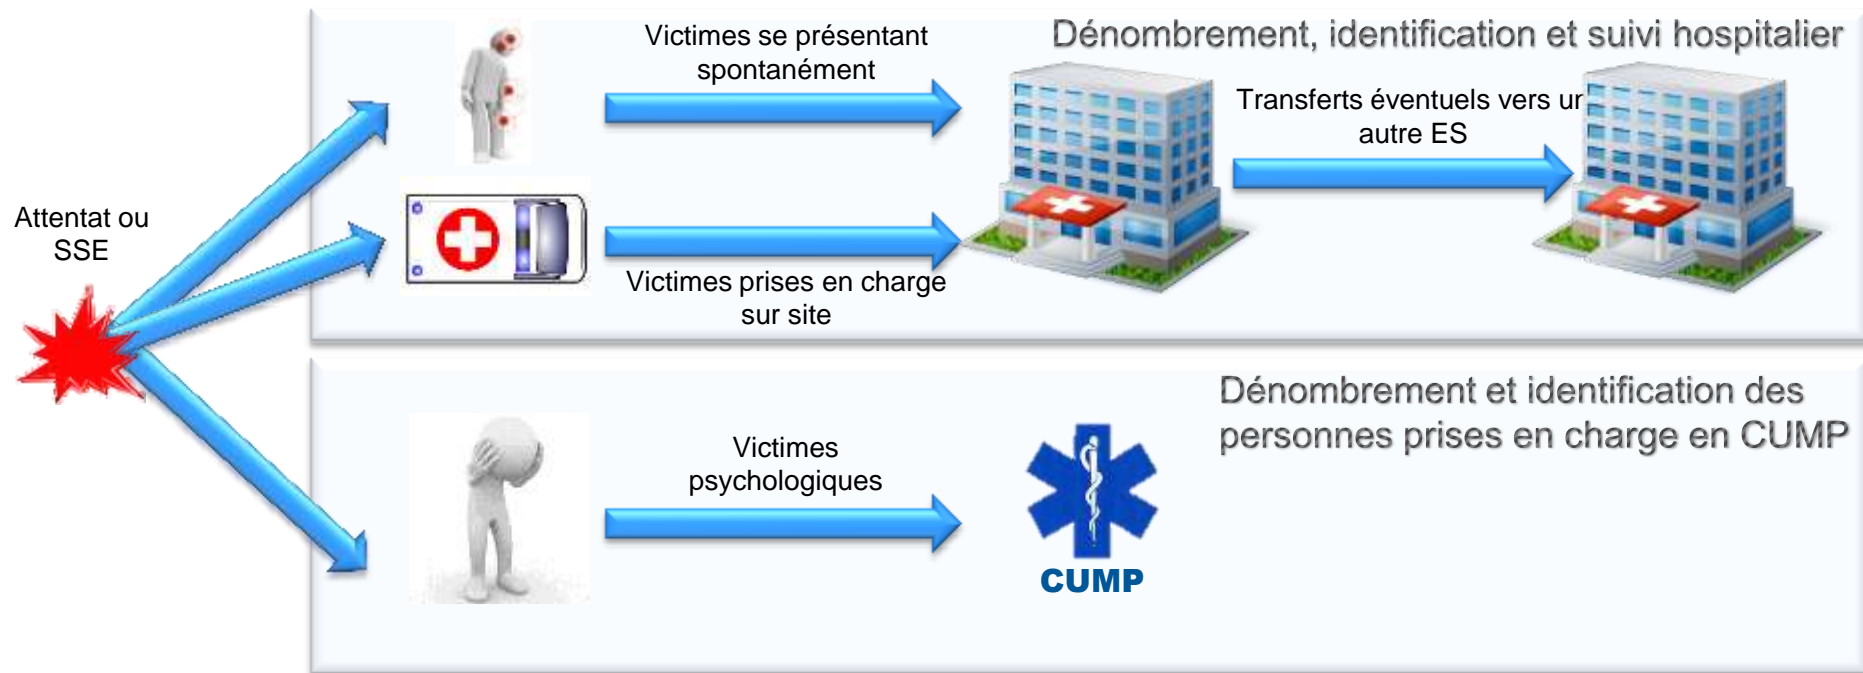 Dénombrement, identification et suivi hospitalier
Victimes se présentant
spontanément
Transferts éventuels vers un
autre ES
Attentat ou
SSE
Victimes prises en charge
sur site
Dénombrement et identification des
personnes prises en charge en CUMP
Victimes
psychologiques
CUMP